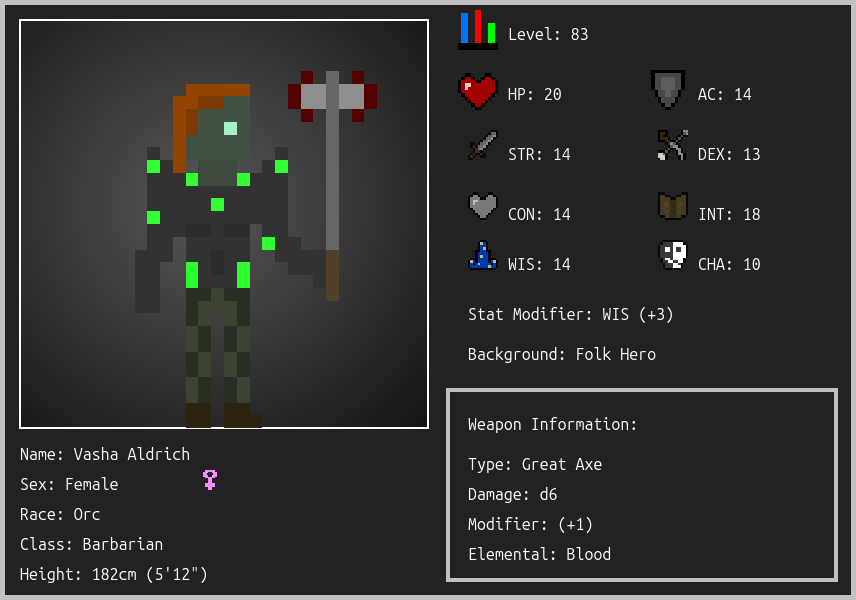 Level: 83
HP: 20
AC: 14
STR: 14
DEX: 13
CON: 14
INT: 18
WIS: 14
CHA: 10
Stat Modifier: WIS (+3)
Background: Folk Hero
Weapon Information:
Type: Great Axe
Damage: d6
Modifier: (+1)
Elemental: Blood
Name: Vasha Aldrich
Sex: Female
Race: Orc
Class: Barbarian
Height: 182cm (5'12")